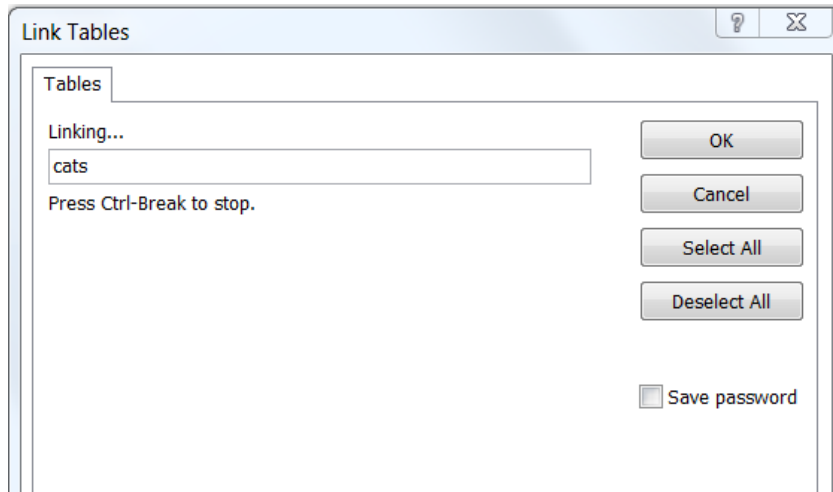 Link Tables
Tables
Linking...
cats
Press Ctrl-Break to stop.
OK
Cancel
Select All
Deselect All
Save password